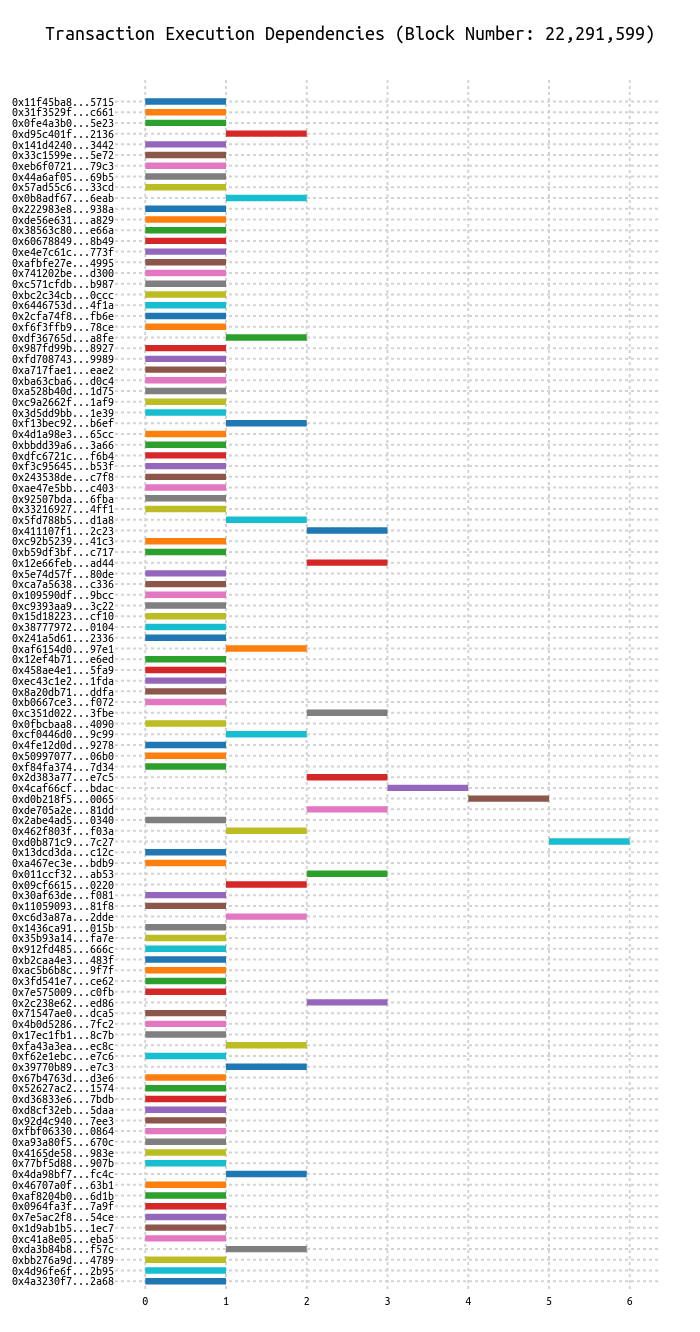 Transaction Execution Dependencies (Block Number: 22,291,599)
0x11f45ba8...5715
0x31f3529f...c661
0x0fe4a3b0...5e23
0xd95c401f...2136
0x141d4240...3442
0x33c1599e...5e72
0xeb6f0721...79c3
0x44a6af05...69b5
0x57ad55c6...33cd
0x0b8adf67...6eab
0x222983e8...938a
0xde56e631...a829
0x38563c80...e66a
0x60678849...8b49
0xe4e7c61c...773f
0xafbfe27e...4995
0x741202be...d300
0xc571cfdb...b987
0xbc2c34cb...0ccc
0x6446753d...4f1a
0x2cfa74f8...fb6e
0xf6f3ffb9...78ce
0xdf36765d...a8fe
0x987fd99b...8927
0xfd708743...9989
0xa717fae1...eae2
0xba63cba6...d0c4
0xa528b40d...1d75
0xc9a2662f...1af9
0x3d5dd9bb...1e39
0xf13bec92...b6ef
0x4d1a98e3...65cc
0xbbdd39a6...3a66
0xdfc6721c...f6b4
0xf3c95645...b53f
0x243538de...c7f8
0xae47e5bb...c403
0x92507bda...6fba
0x33216927...4ff1
0x5fd788b5...d1a8
0x411107f1...2c23
0xc92b5239...41c3
0xb59df3bf...c717
0x12e66feb...ad44
0x5e74d57f...80de
0xca7a5638...c336
0x109590df...9bcc
0xc9393aa9...3c22
0x15d18223...cf10
0x38777972...0104
0x241a5d61...2336
0xaf6154d0...97e1
0x12ef4b71...e6ed
0x458ae4e1...5fa9
0xec43c1e2...1fda
0x8a20db71...ddfa
0xb0667ce3...f072
0xc351d022...3fbe
0x0fbcbaa8...4090
0xcf0446d0...9c99
0x4fe12d0d...9278
0x50997077...06b0
0xf84fa374...7d34
0x2d383a77...e7c5
0x4caf66cf...bdac
0xd0b218f5...0065
0xde705a2e...81dd
0x2abe4ad5...0340
0x462f803f...f03a
0xd0b871c9...7c27
0x13dcd3da...c12c
0xa467ec3e...bdb9
0x011ccf32...ab53
0x09cf6615...0220
0x30af63de...f081
0x11059093...81f8
0xc6d3a87a...2dde
0x1436ca91...015b
0x35b93a14...fa7e
0x912fd485...666c
0xb2caa4e3...483f
0xac5b6b8c...9f7f
0x3fd541e7...ce62
0x7e575009...c0fb
0x2c238e62...ed86
0x71547ae0...dca5
0x4b0d5286...7fc2
0x17ec1fb1...8c7b
0xfa43a3ea...ec8c
0xf62e1ebc...e7c6
0x39770b89...e7c3
0x67b4763d...d3e6
0x52627ac2...1574
0xd36833e6...7bdb
0xd8cf32eb...5daa
0x92d4c940...7ee3
0xfbf06330...0864
0xa93a80f5...670c
0x4165de58...983e
0x77bf5d88...907b
0x4da98bf7...fc4c
0x46707a0f...63b1
0xaf8204b0...6d1b
0x0964fa3f...7a9f
0x7e5ac2f8...54ce
0x1d9ab1b5...1ec7
0xc41a8e05...eba5
0xda3b84b8...f57c
0xbb276a9d...4789
0x4d96fe6f...2b95
0x4a3230f7...2a68
0 1 2 3 4 5 6